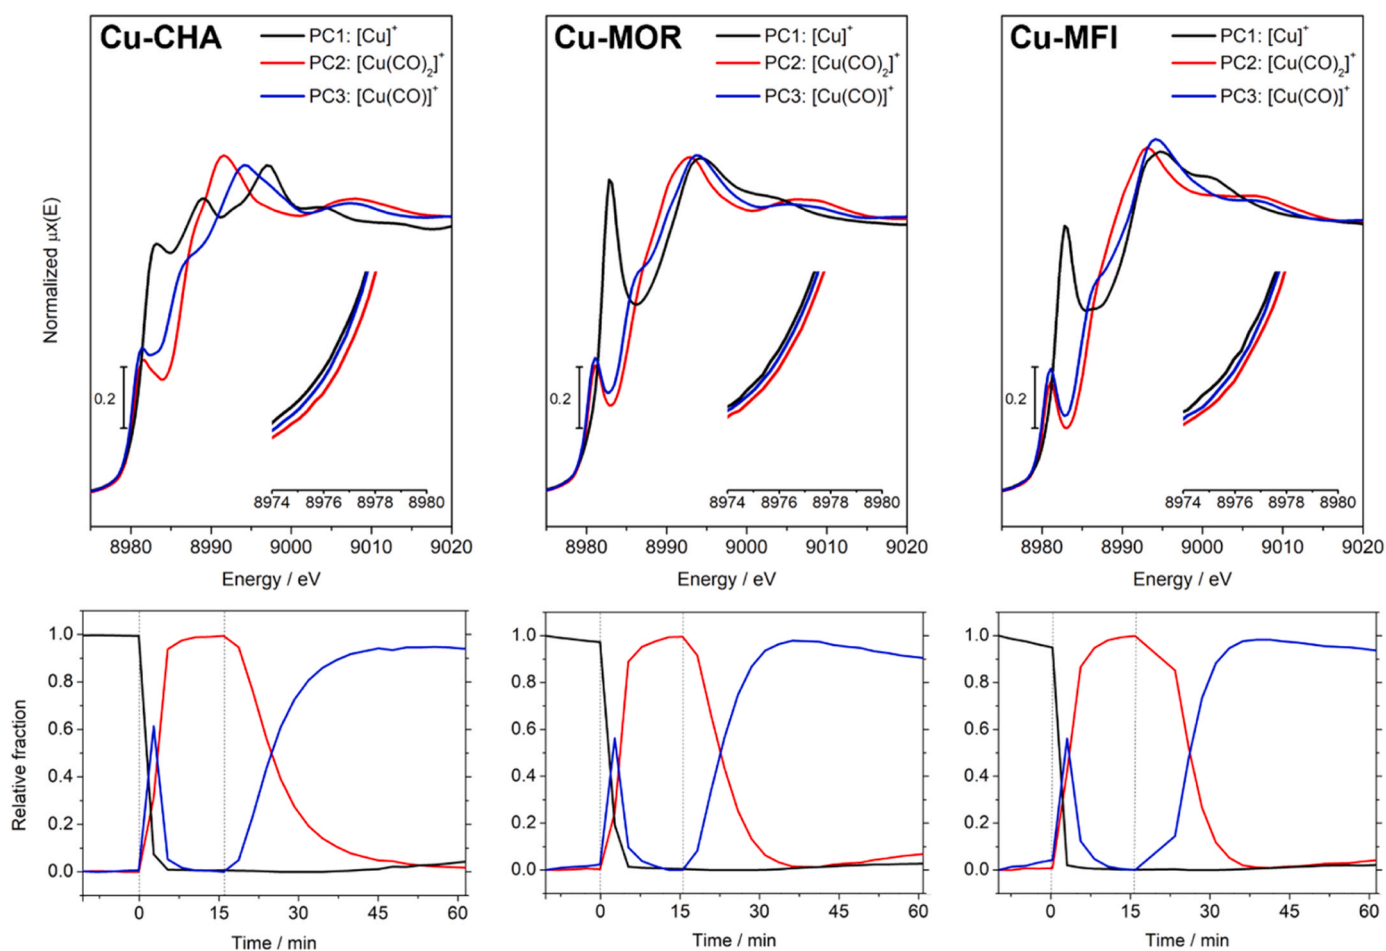 Cu-CHA
PC1: [Cu]⁺
PC2: [Cu(CO)₂]⁺
PC3: [Cu(CO)]⁺
Normalized μx(E)
0.2
8974 8976 8978 8980
8980 8990 9000 9010 9020
Energy / eV
Cu-MOR
PC1: [Cu]⁺
PC2: [Cu(CO)₂]⁺
PC3: [Cu(CO)]⁺
0.2
8974 8976 8978 8980
8980 8990 9000 9010 9020
Energy / eV
Cu-MFI
PC1: [Cu]⁺
PC2: [Cu(CO)₂]⁺
PC3: [Cu(CO)]⁺
0.2
8974 8976 8978 8980
8980 8990 9000 9010 9020
Energy / eV
Relative fraction
1.0
0.8
0.6
0.4
0.2
0.0
0 15 30 45 60
Time / min
1.0
0.8
0.6
0.4
0.2
0.0
0 15 30 45 60
Time / min
1.0
0.8
0.6
0.4
0.2
0.0
0 15 30 45 60
Time / min